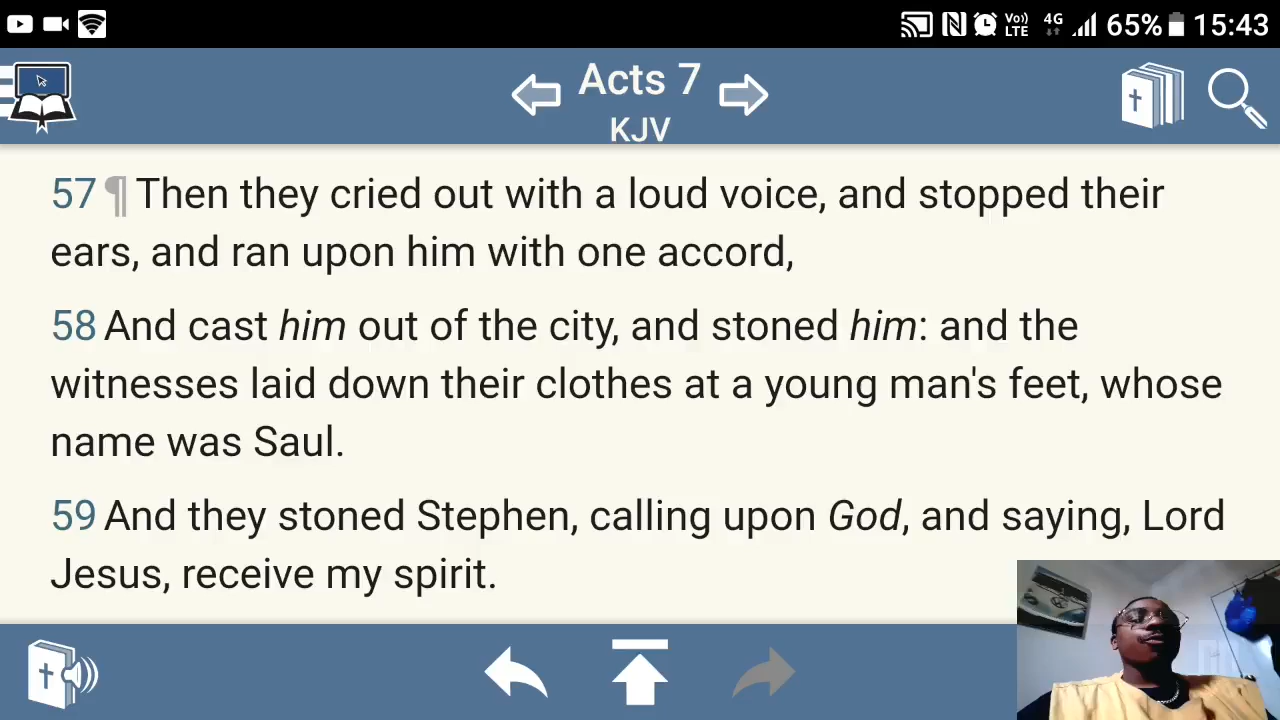 Vo))
LTE
4G
65%
15:43
Acts 7
KJV
57 ¶ Then they cried out with a loud voice, and stopped their
ears, and ran upon him with one accord,
58 And cast him out of the city, and stoned him: and the
witnesses laid down their clothes at a young man's feet, whose
name was Saul.
59 And they stoned Stephen, calling upon God, and saying, Lord
Jesus, receive my spirit.